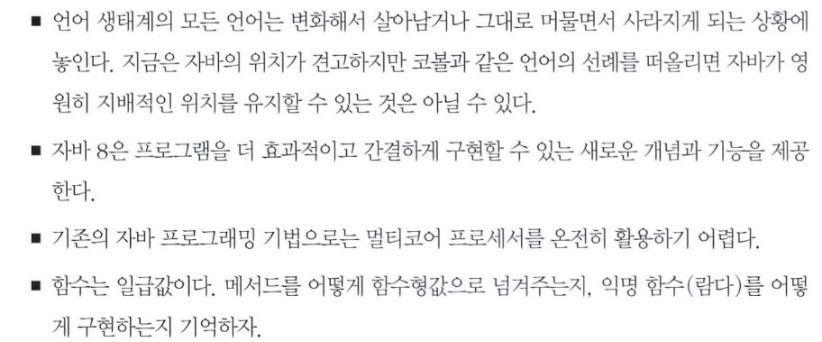 ■ 언어 생태계의 모든 언어는 변화해서 살아남거나 그대로 머물면서 사라지게 되는 상황에
놓인다. 지금은 자바의 위치가 견고하지만 코볼과 같은 언어의 선례를 떠올리면 자바가 영
원히 지배적인 위치를 유지할 수 있는 것은 아닐 수 있다.
■ 자바 8은 프로그램을 더 효과적이고 간결하게 구현할 수 있는 새로운 개념과 기능을 제공
한다.
■ 기존의 자바 프로그래밍 기법으로는 멀티코어 프로세서를 온전히 활용하기 어렵다.
■ 함수는 일급값이다. 메서드를 어떻게 함수형값으로 넘겨주는지, 익명 함수(람다)를 어떻
게 구현하는지 기억하자.